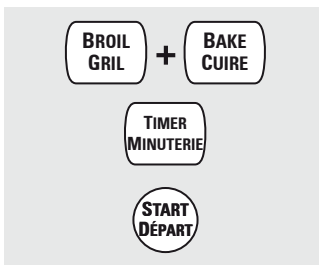 BROIL
GRIL
+
BAKE
CUIRE
TIMER
MINUTERIE
START
DÉPART